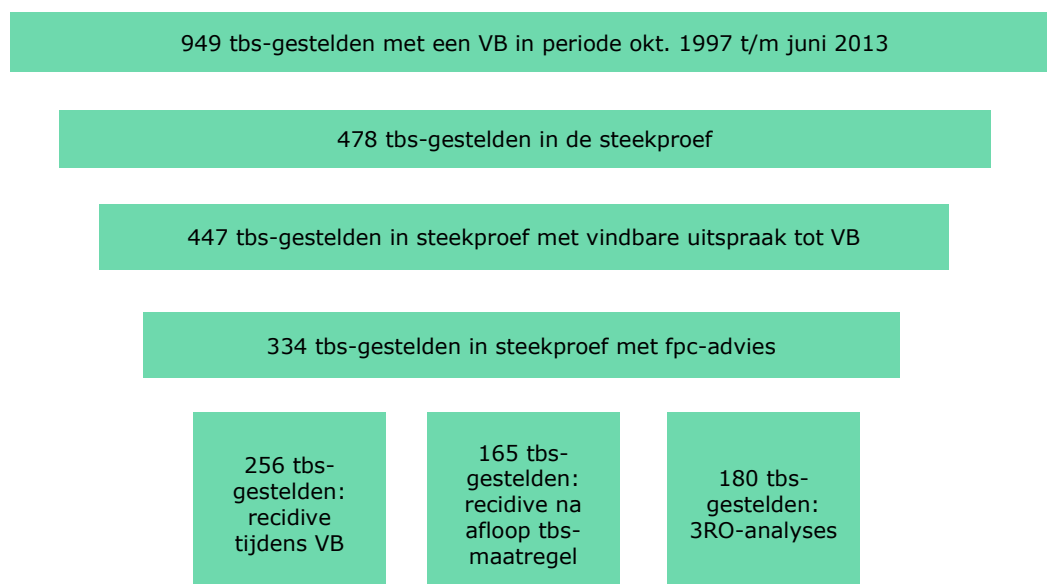 949 tbs-gestelden met een VB in periode okt. 1997 t/m juni 2013
478 tbs-gestelden in de steekproef
447 tbs-gestelden in steekproef met vindbare uitspraak tot VB
334 tbs-gestelden in steekproef met fpc-advies
256 tbs-
gestelden:
recidive
tijdens VB
165 tbs-
gestelden:
recidive na
afloop tbs-
maatregel
180 tbs-
gestelden:
3RO-analyses